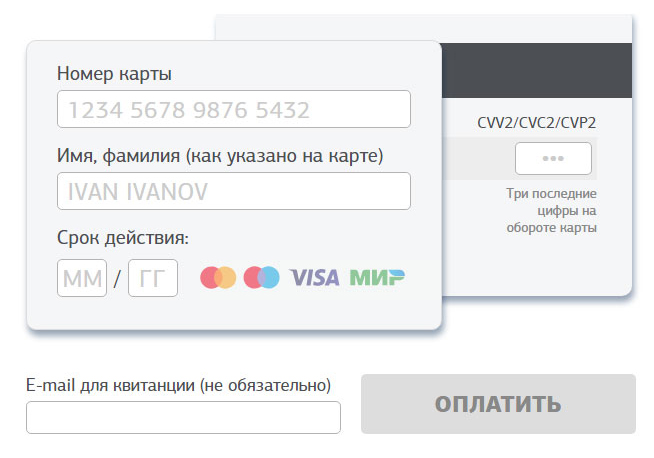 Номер карты
1234 5678 9876 5432
Имя, фамилия (как указано на карте)
IVAN IVANOV
Срок действия:
ММ / ГГ
VISA МИР
CVV2/CVC2/CVP2
•••
Три последние
цифры на
обороте карты
E-mail для квитанции (не обязательно)
ОПЛАТИТЬ